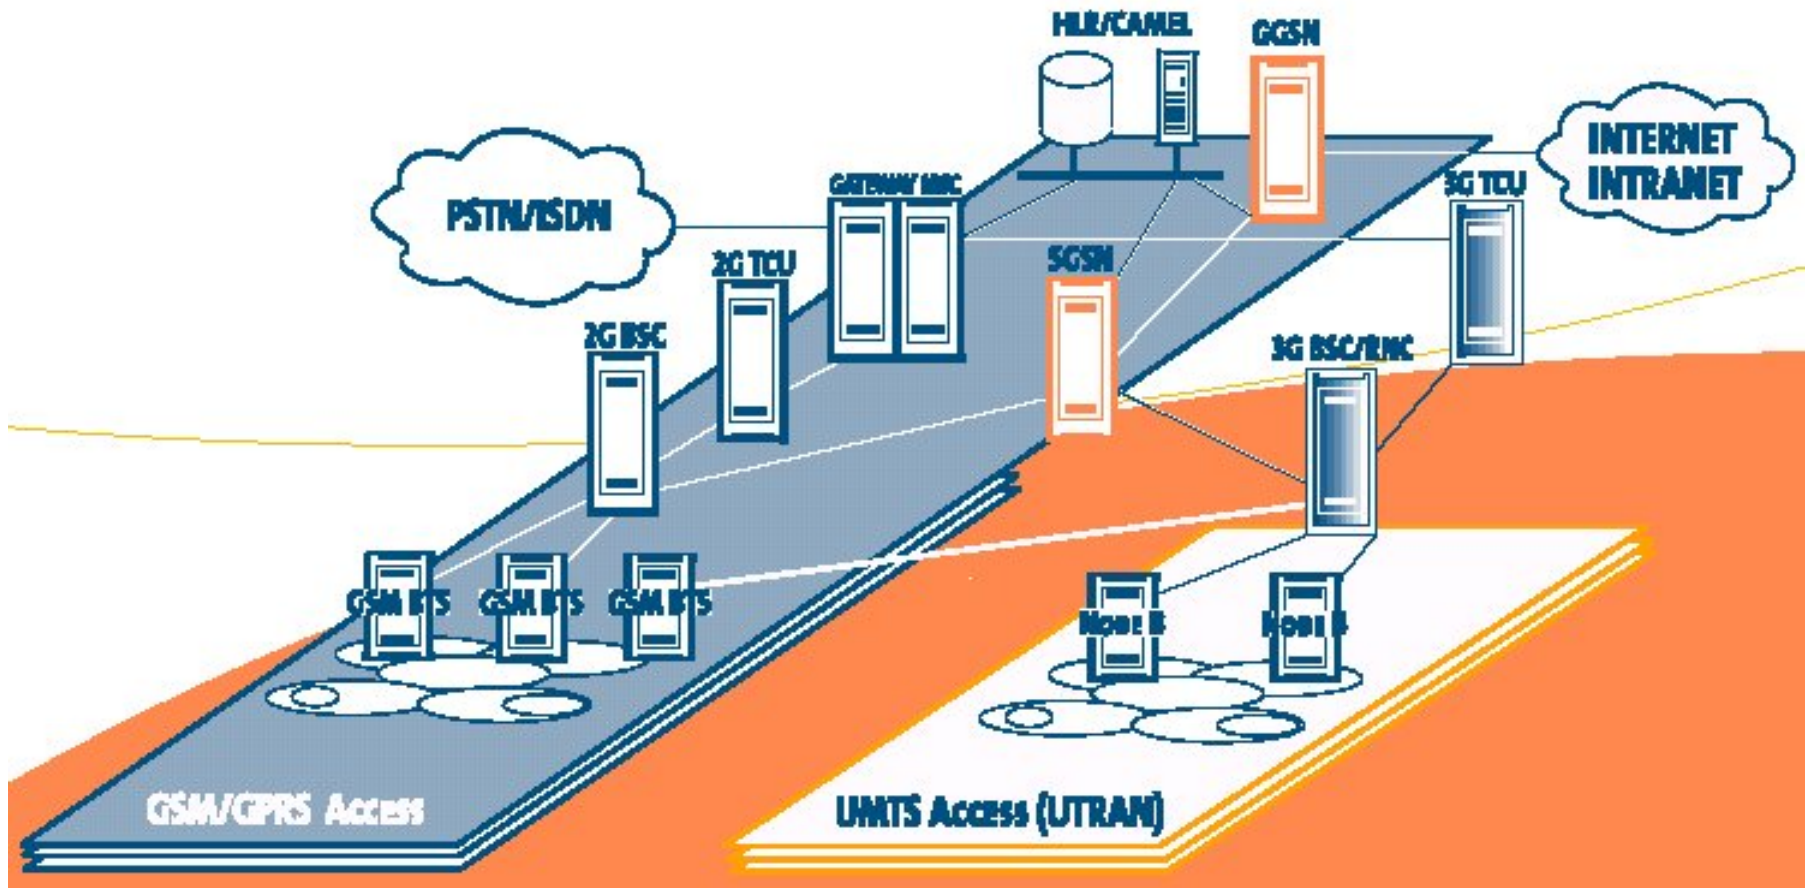 HLR/CAMEL
GGSN
INTERNET
INTRANET
PSTN/ISDN
GATEWAY MSC
3G TCU
2G TCU
SGSN
2G BSC
3G BSC/RNC
GSM BTS
GSM BTS
GSM BTS
Node B
Node B
GSM/GPRS Access
UMTS Access (UTRAN)